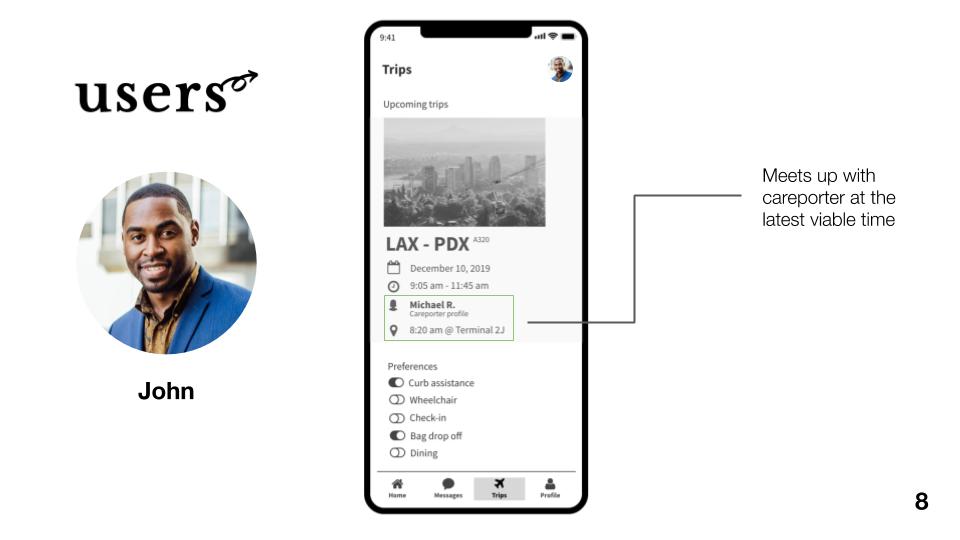 users
John
9:41
Trips
Upcoming trips
LAX - PDX A320
December 10, 2019
9:05 am - 11:45 am
Michael R.
Careporter profile
8:20 am @ Terminal 2J
Preferences
Curb assistance
Wheelchair
Check-in
Bag drop off
Dining
Home Messages Trips Profile
Meets up with
careporter at the
latest viable time
8